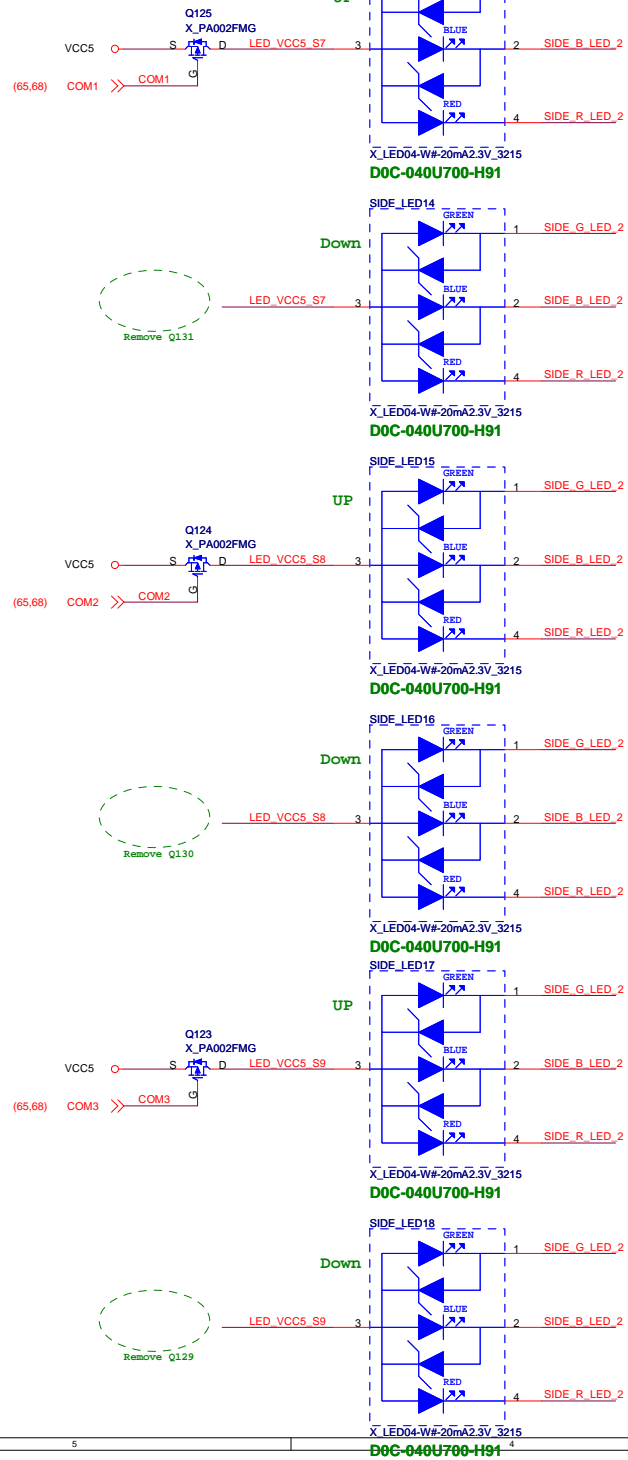 UP
Q125
X_PA002FMG
VCC5 S D LED_VCC5_S7 3 BLUE 2 SIDE_B_LED_2
G
(65,68) COM1 COM1
RED
4 SIDE_R_LED_2
X_LED04-W#-20mA2.3V_3215
D0C-040U700-H91
SIDE_LED14
GREEN
1 SIDE_G_LED_2
Down
BLUE
LED_VCC5_S7 3 2 SIDE_B_LED_2
Remove Q131
RED
4 SIDE_R_LED_2
X_LED04-W#-20mA2.3V_3215
D0C-040U700-H91
SIDE_LED15
GREEN
1 SIDE_G_LED_2
UP
Q124
X_PA002FMG
BLUE
VCC5 S D LED_VCC5_S8 3 2 SIDE_B_LED_2
G
(65,68) COM2 COM2
RED
4 SIDE_R_LED_2
X_LED04-W#-20mA2.3V_3215
D0C-040U700-H91
SIDE_LED16
GREEN
1 SIDE_G_LED_2
Down
BLUE
LED_VCC5_S8 3 2 SIDE_B_LED_2
Remove Q130
RED
4 SIDE_R_LED_2
X_LED04-W#-20mA2.3V_3215
D0C-040U700-H91
SIDE_LED17
GREEN
1 SIDE_G_LED_2
UP
Q123
X_PA002FMG
BLUE
VCC5 S D LED_VCC5_S9 3 2 SIDE_B_LED_2
G
(65,68) COM3 COM3
RED
4 SIDE_R_LED_2
X_LED04-W#-20mA2.3V_3215
D0C-040U700-H91
SIDE_LED18
GREEN
1 SIDE_G_LED_2
Down
BLUE
LED_VCC5_S9 3 2 SIDE_B_LED_2
Remove Q129
RED
4 SIDE_R_LED_2
X_LED04-W#-20mA2.3V_3215
5 4
D0C-040U700-H91